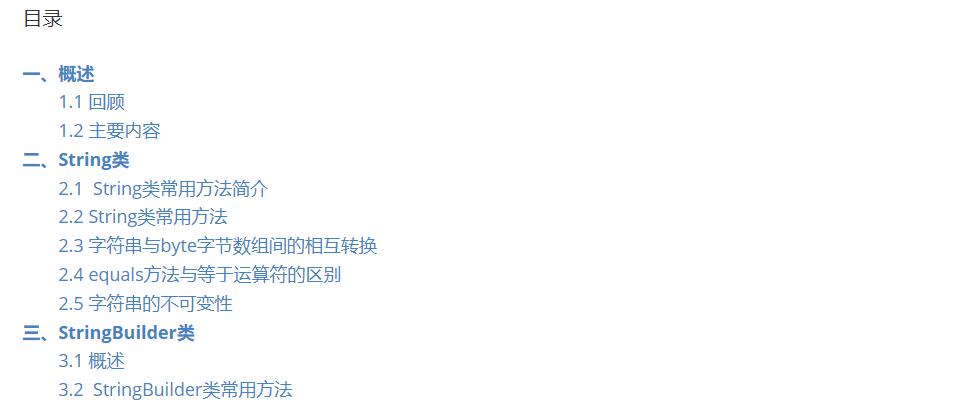 目录
一、概述
1.1 回顾
1.2 主要内容
二、String类
2.1  String类常用方法简介
2.2 String类常用方法
2.3 字符串与byte字节数组间的相互转换
2.4 equals方法与等于运算符的区别
2.5 字符串的不可变性
三、StringBuilder类
3.1 概述
3.2  StringBuilder类常用方法